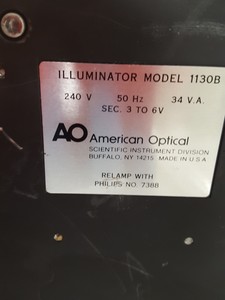 ILLUMINATOR MODEL 1130B
240 V 50 Hz 34 V.A.
SEC. 3 TO 6V
AO American Optical
SCIENTIFIC INSTRUMENT DIVISION
BUFFALO, NY 14215 MADE IN U.S.A
RELAMP WITH
PHILIPS NO. 7388